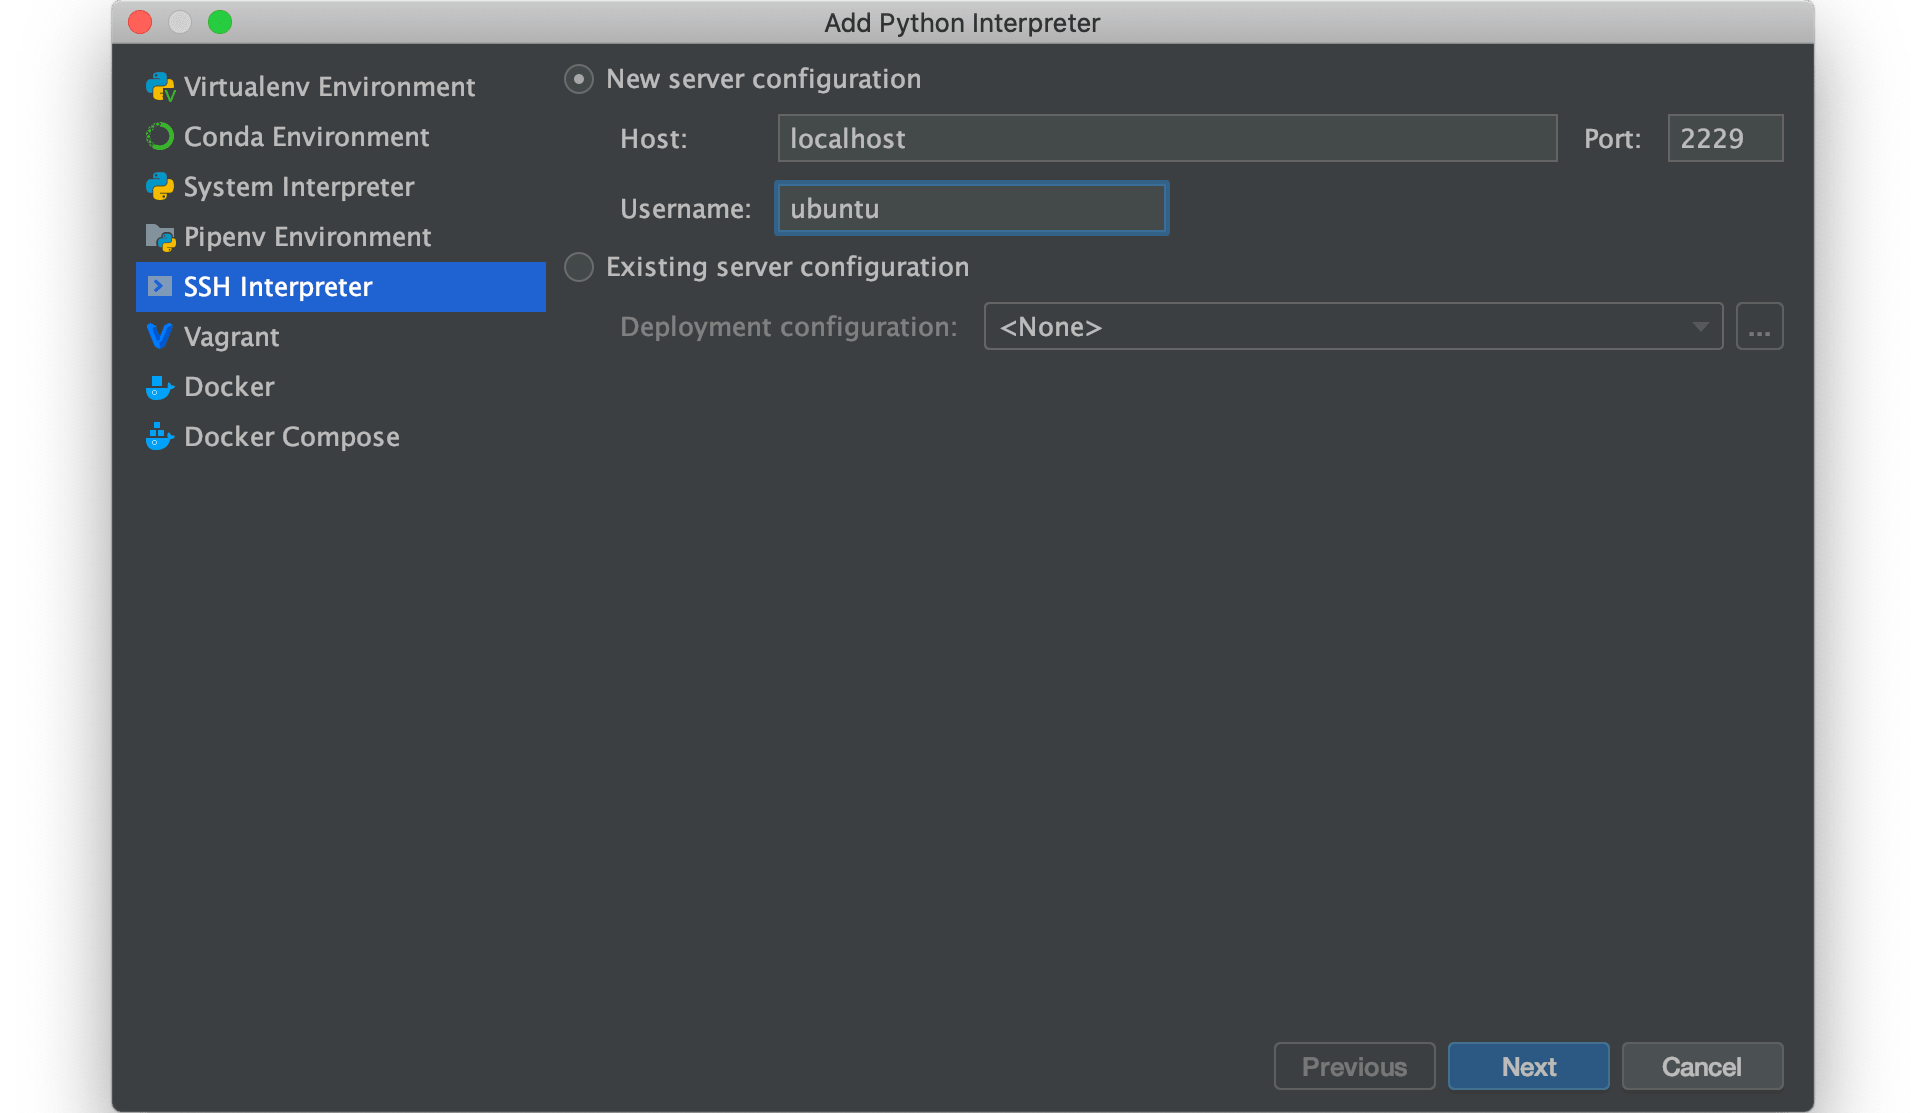 Add Python Interpreter
Virtualenv Environment
Conda Environment
System Interpreter
Pipenv Environment
SSH Interpreter
Vagrant
Docker
Docker Compose
New server configuration
Host: localhost Port: 2229
Username: ubuntu
Existing server configuration
Deployment configuration: <None> ...
Previous Next Cancel